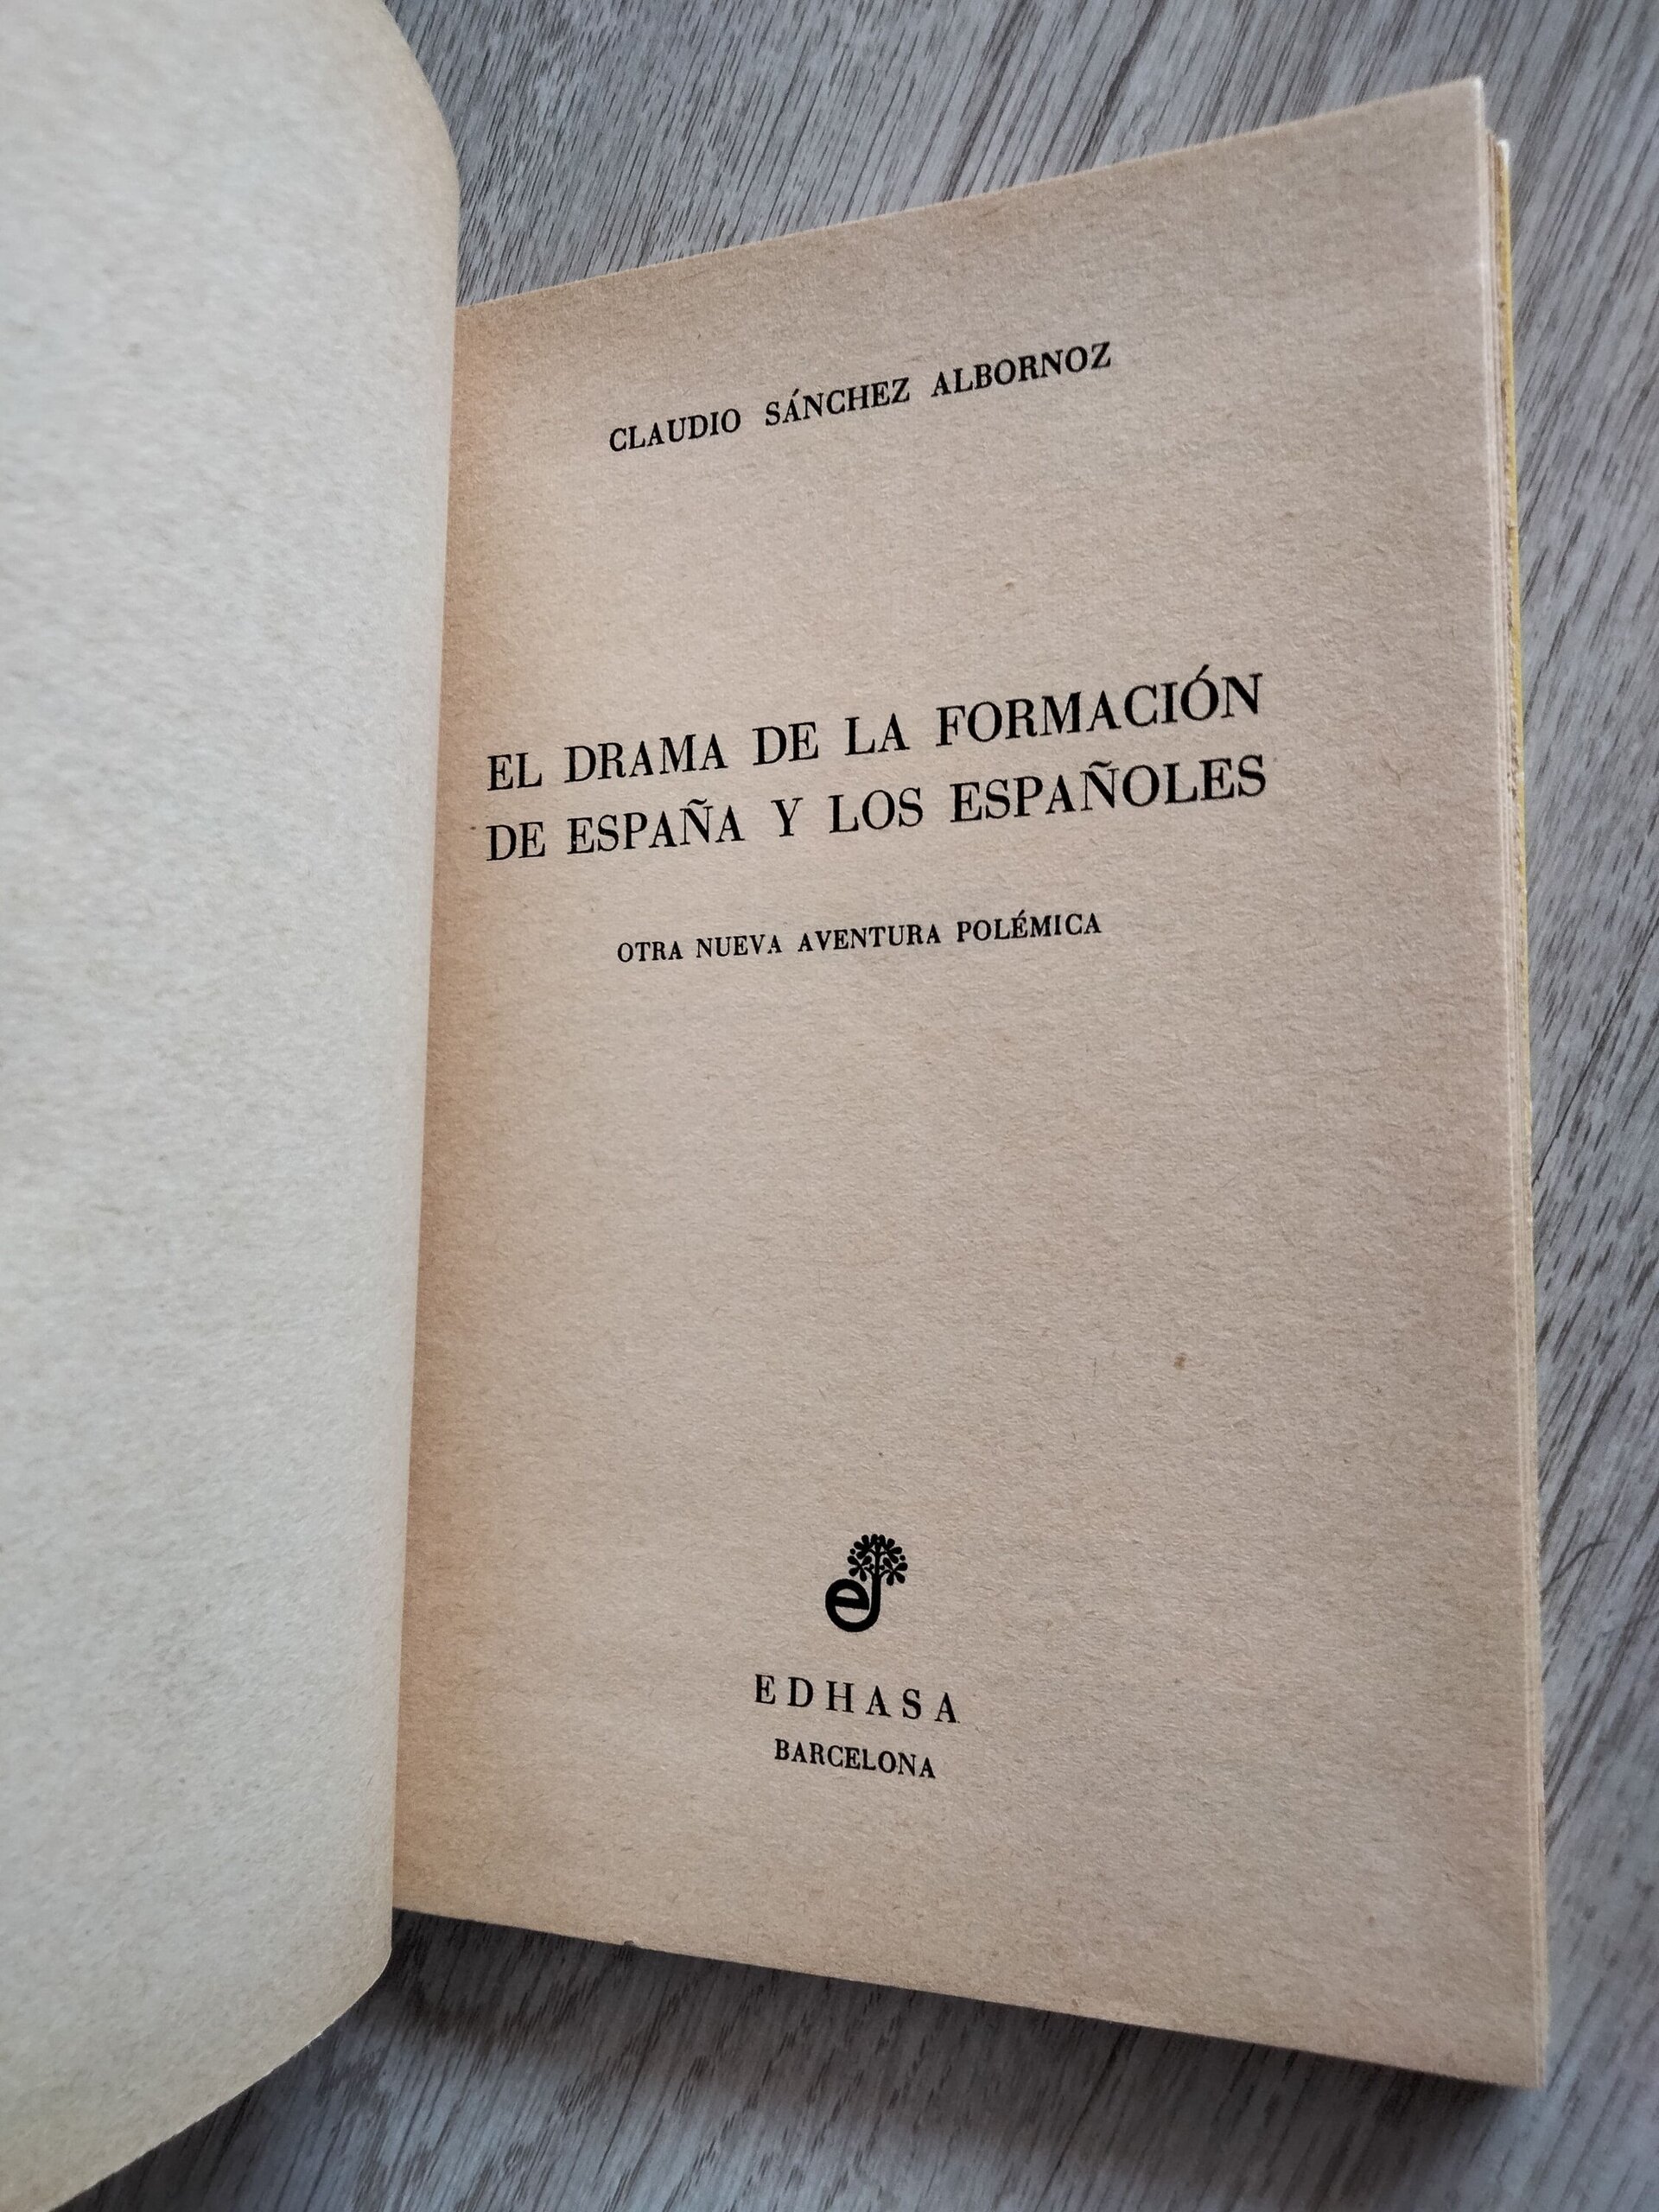 CLAUDIO SÁNCHEZ ALBORNOZ
EL DRAMA DE LA FORMACIÓN
DE ESPAÑA Y LOS ESPAÑOLES
OTRA NUEVA AVENTURA POLÉMICA
e
EDHASA
BARCELONA